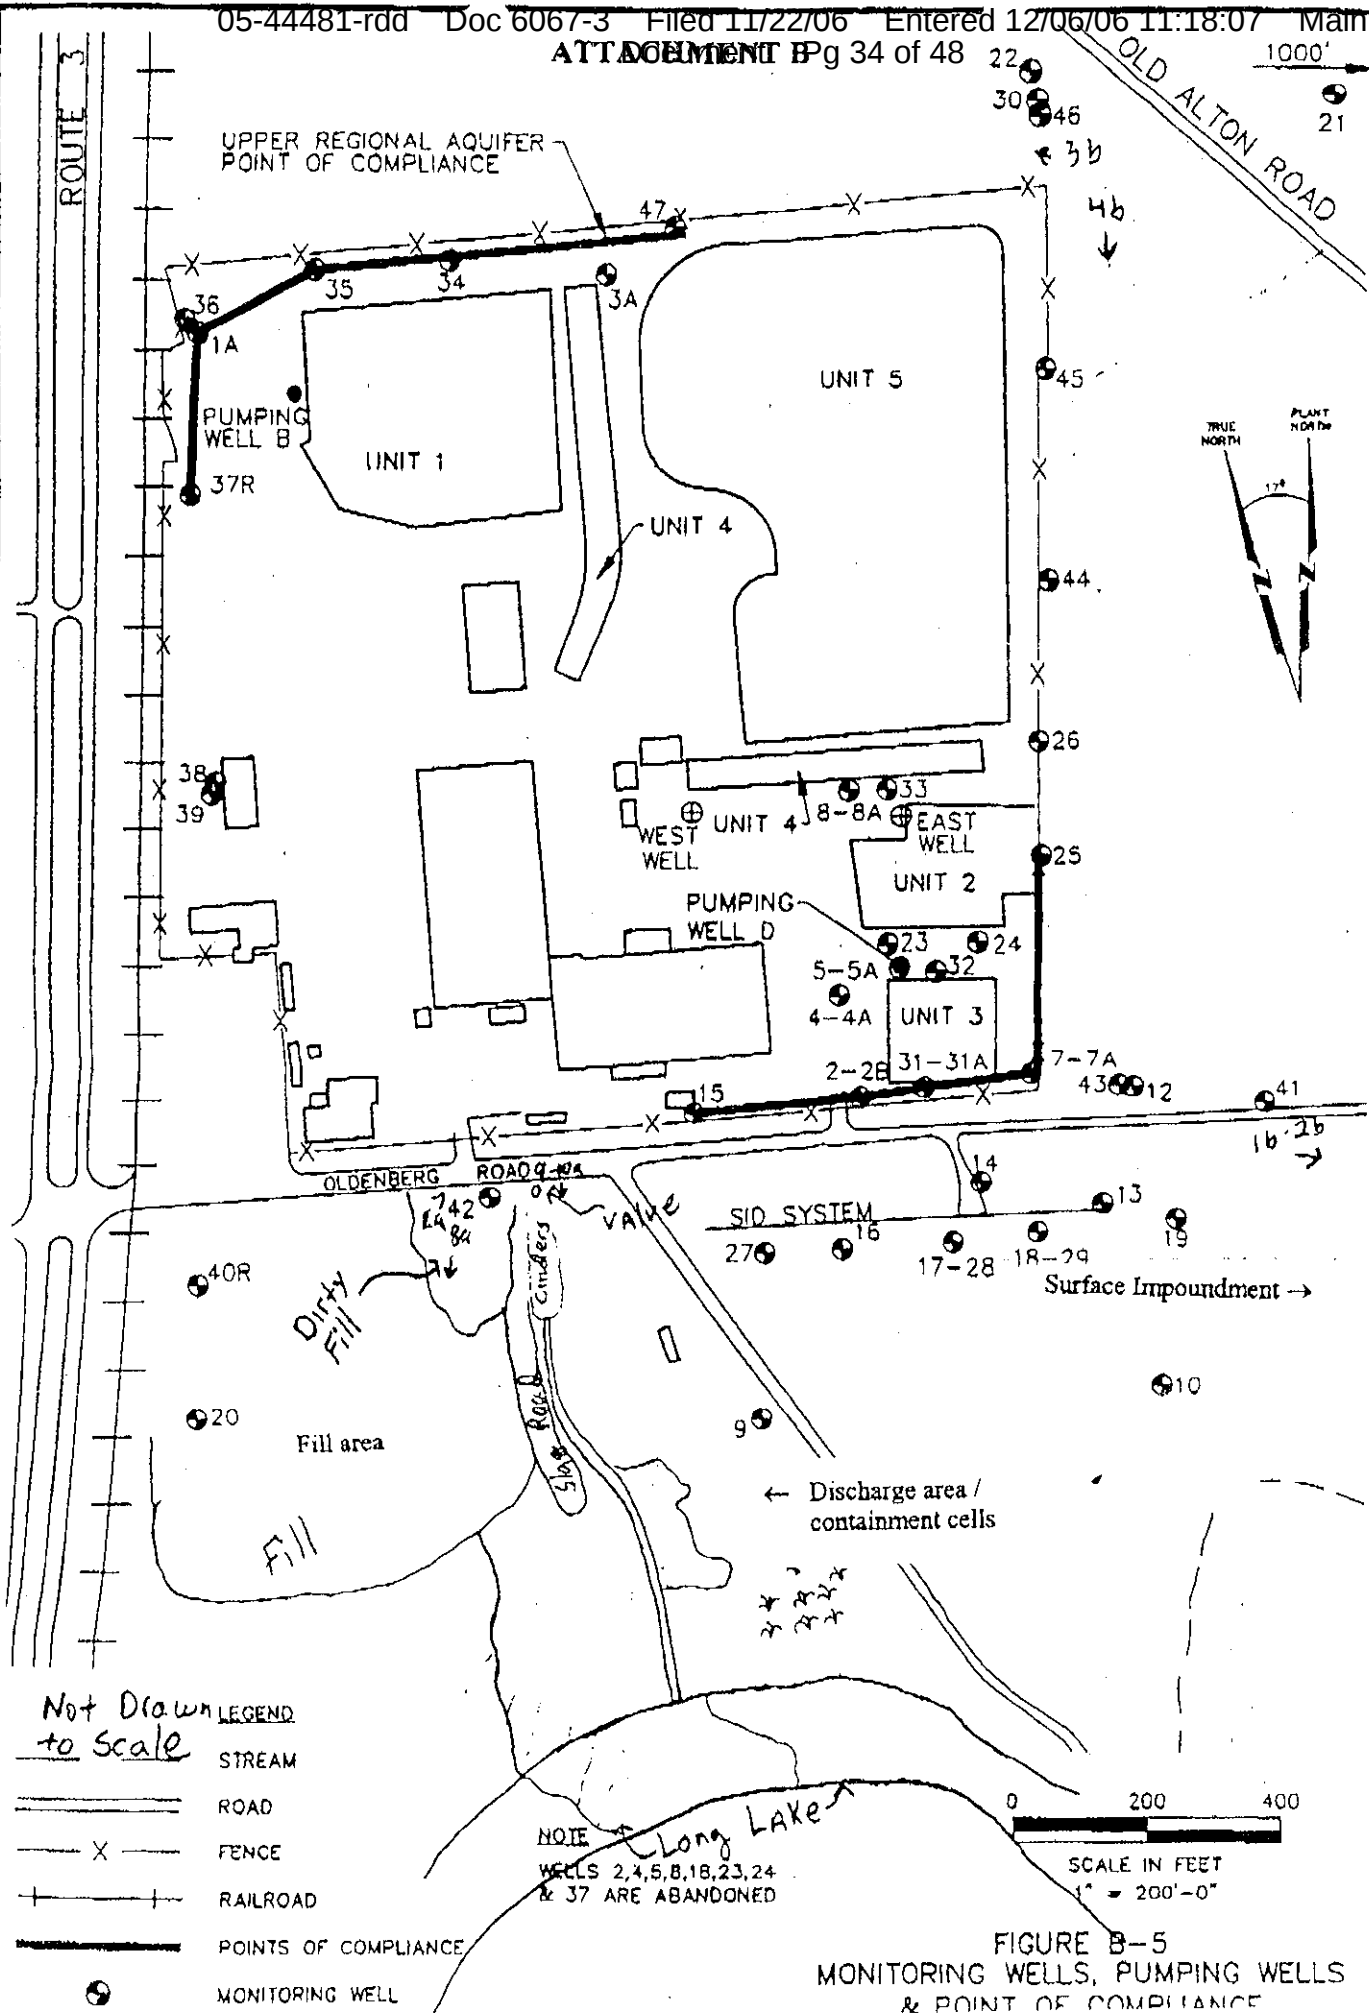 05-44481-rdd Doc 6067-3 Filed 11/22/06 Entered 12/06/06 11:18:07 Main
ATTACHMENT B
Pg 34 of 48
ROUTE 3
OLD ALTON ROAD
1000'
21
22
30
46
3b
4b
UPPER REGIONAL AQUIFER
POINT OF COMPLIANCE
47
35
34
3A
36
1A
UNIT 5
45
PUMPING
WELL B
UNIT 1
37R
TRUE
NORTH
PLANT
NORTH
17°
UNIT 4
44
26
38
39
8-8A
33
WEST
WELL
UNIT 4
EAST
WELL
25
UNIT 2
PUMPING
WELL D
23
24
5-5A
32
4-4A
UNIT 3
2-2B
31-31A
7-7A
43
12
41
15
1b-2b
OLDENBERG ROAD
42
8a
valve
SID SYSTEM
14
13
19
27
16
17-28
18-29
Surface Impoundment →
40R
Dirty
Fill
Cinders
Slag Road
20
Fill area
9
10
← Discharge area /
containment cells
Fill
Not Drawn
to Scale
LEGEND
STREAM
ROAD
FENCE
RAILROAD
POINTS OF COMPLIANCE
MONITORING WELL
Long LAKE
NOTE
WELLS 2,4,5,8,18,23,24
& 37 ARE ABANDONED
0 200 400
SCALE IN FEET
1" = 200'-0"
FIGURE B-5
MONITORING WELLS, PUMPING WELLS
& POINT OF COMPLIANCE